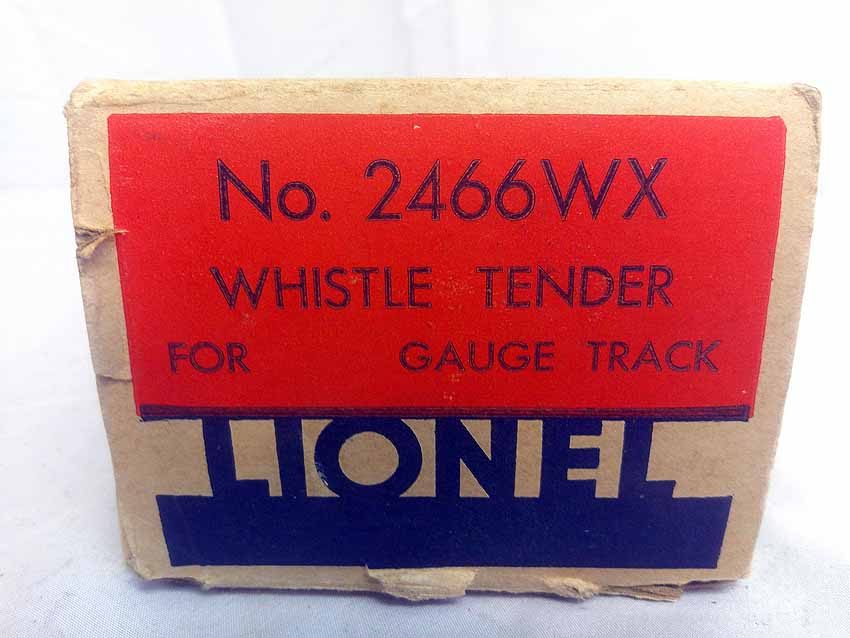 No. 2466WX
WHISTLE TENDER
FOR GAUGE TRACK
LIONEL